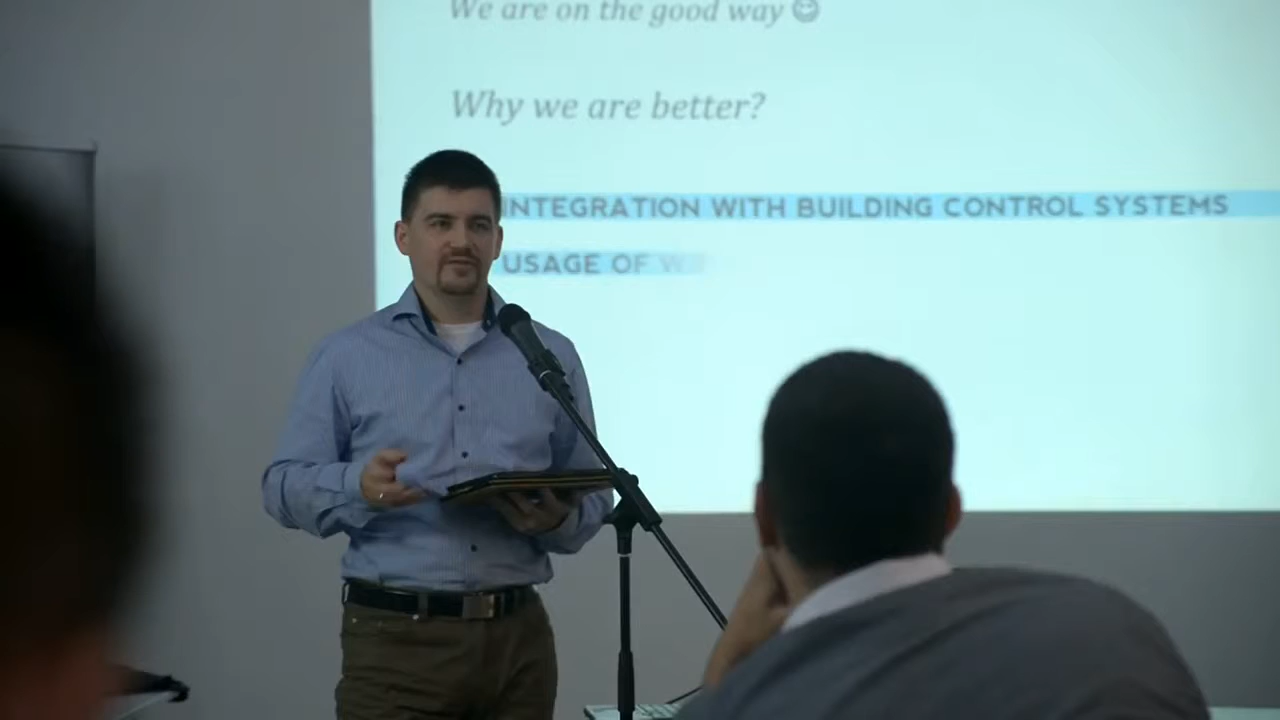 We are on the good way ☺
Why we are better?
INTEGRATION WITH BUILDING CONTROL SYSTEMS
USAGE OF